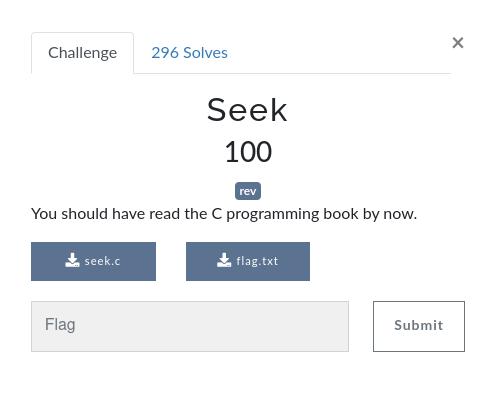 Challenge 296 Solves ×
Seek
100
rev
You should have read the C programming book by now.
seek.c flag.txt
Flag Submit